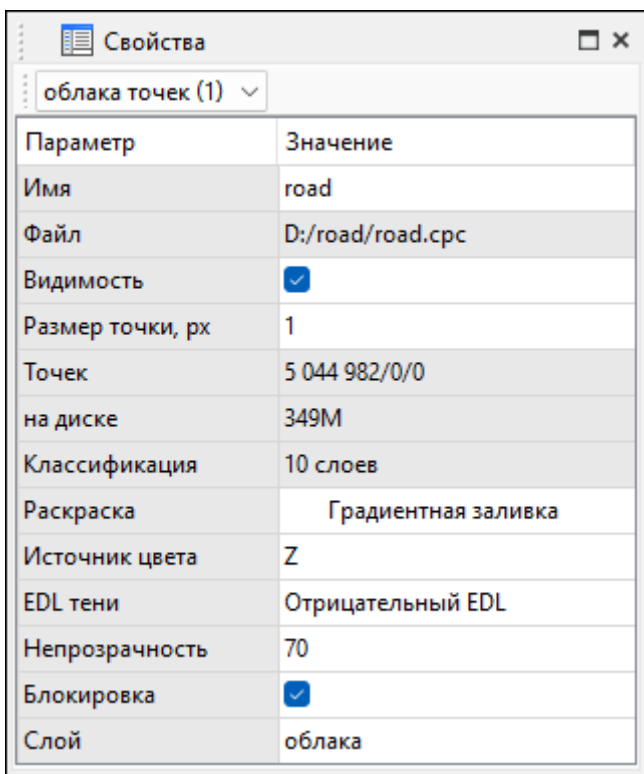 Свойства
облака точек (1)
Параметр Значение
Имя road
Файл D:/road/road.cpc
Видимость
Размер точки, px 1
Точек 5 044 982/0/0
на диске 349M
Классификация 10 слоев
Раскраска Градиентная заливка
Источник цвета Z
EDL тени Отрицательный EDL
Непрозрачность 70
Блокировка
Слой облака